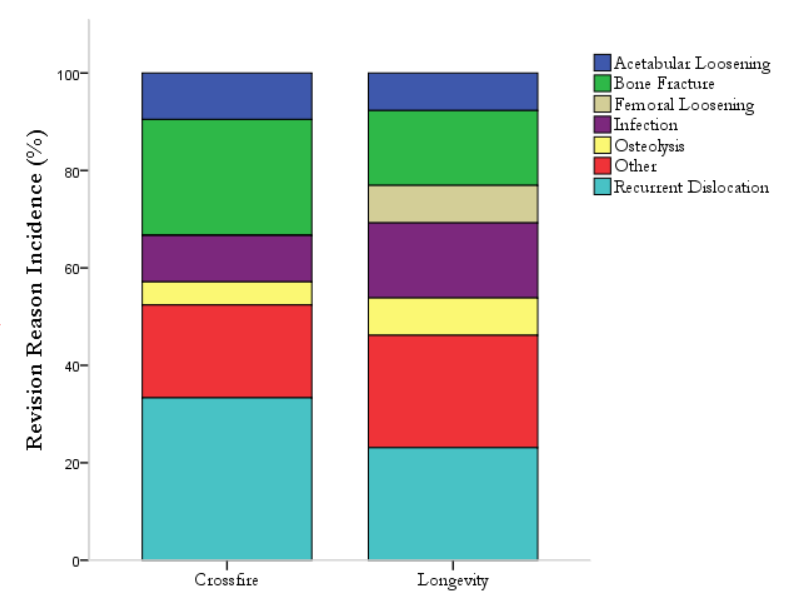 Revision Reason Incidence (%)
100
80
60
40
20
0
Crossfire
Longevity
Acetabular Loosening
Bone Fracture
Femoral Loosening
Infection
Osteolysis
Other
Recurrent Dislocation